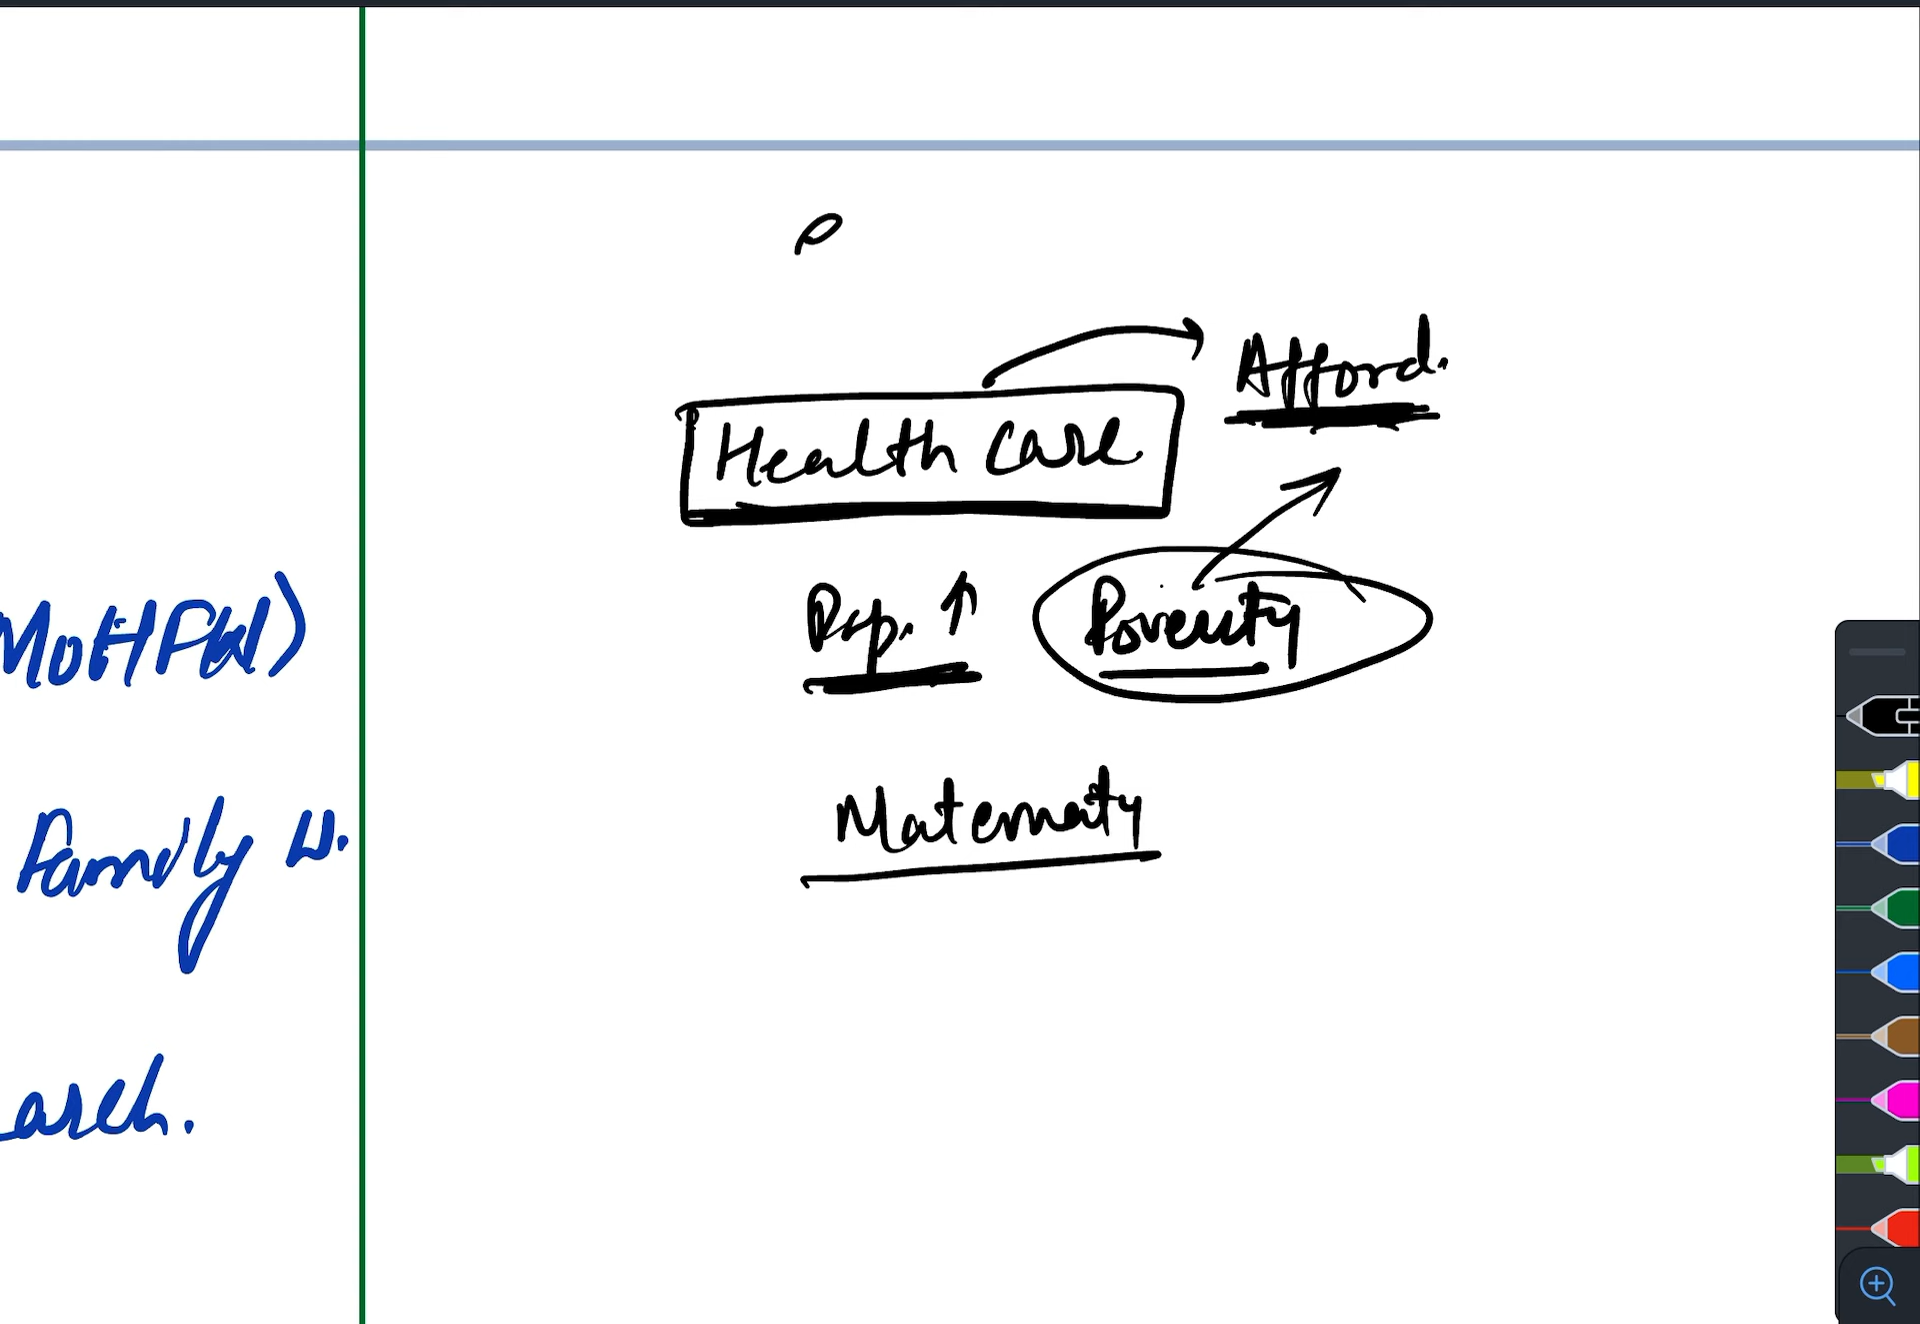 Afford.
Health Care
Pop. ↑ Poverty
(MoHFW)
Maternity
Family W.
arch.